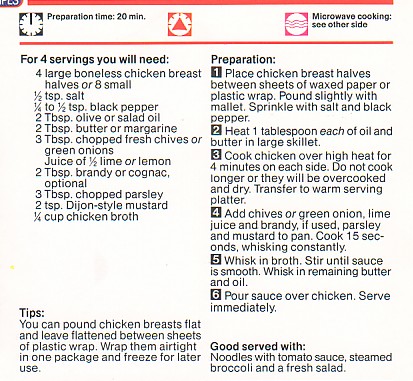 Preparation time: 20 min.
Microwave cooking:
see other side
For 4 servings you will need:
4 large boneless chicken breast
halves or 8 small
½ tsp. salt
¼ to ½ tsp. black pepper
2 Tbsp. olive or salad oil
2 Tbsp. butter or margarine
3 Tbsp. chopped fresh chives or
green onions
Juice of ½ lime or lemon
2 Tbsp. brandy or cognac,
optional
3 Tbsp. chopped parsley
2 tsp. Dijon-style mustard
¼ cup chicken broth
Tips:
You can pound chicken breasts flat
and leave flattened between sheets
of plastic wrap. Wrap them airtight
in one package and freeze for later
use.
Preparation:
1 Place chicken breast halves
between sheets of waxed paper or
plastic wrap. Pound slightly with
mallet. Sprinkle with salt and black
pepper.
2 Heat 1 tablespoon each of oil and
butter in large skillet.
3 Cook chicken over high heat for
4 minutes on each side. Do not cook
longer or they will be overcooked
and dry. Transfer to warm serving
platter.
4 Add chives or green onion, lime
juice and brandy, if used, parsley
and mustard to pan. Cook 15 sec-
onds, whisking constantly.
5 Whisk in broth. Stir until sauce
is smooth. Whisk in remaining butter
and oil.
6 Pour sauce over chicken. Serve
immediately.
Good served with:
Noodles with tomato sauce, steamed
broccoli and a fresh salad.